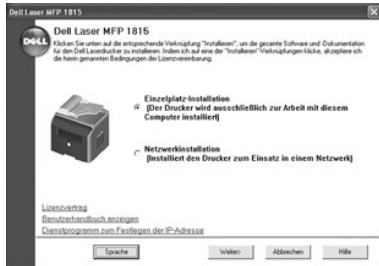 Dell Laser MFP 1815
DELL
Dell Laser MFP 1815
Klicken Sie unten auf die entsprechende Verknüpfung "Installieren", um die gesamte Software und -Dokumentation
für den Dell Laserdrucker zu installieren. Indem ich auf eine der "Installieren"-Verknüpfungen klicke, akzeptiere ich
die hierin genannten Bedingungen der Lizenzvereinbarung.
Einzelplatz-Installation
(Der Drucker wird ausschließlich zur Arbeit mit diesem
Computer installiert)
Netzwerkinstallation
(Installiert den Drucker zum Einsatz in einem Netzwerk)
Lizenzvertrag
Benutzerhandbuch anzeigen
Dienstprogramm zum Festlegen der IP-Adresse
Sprache
Weiter>
Abbrechen
Hilfe